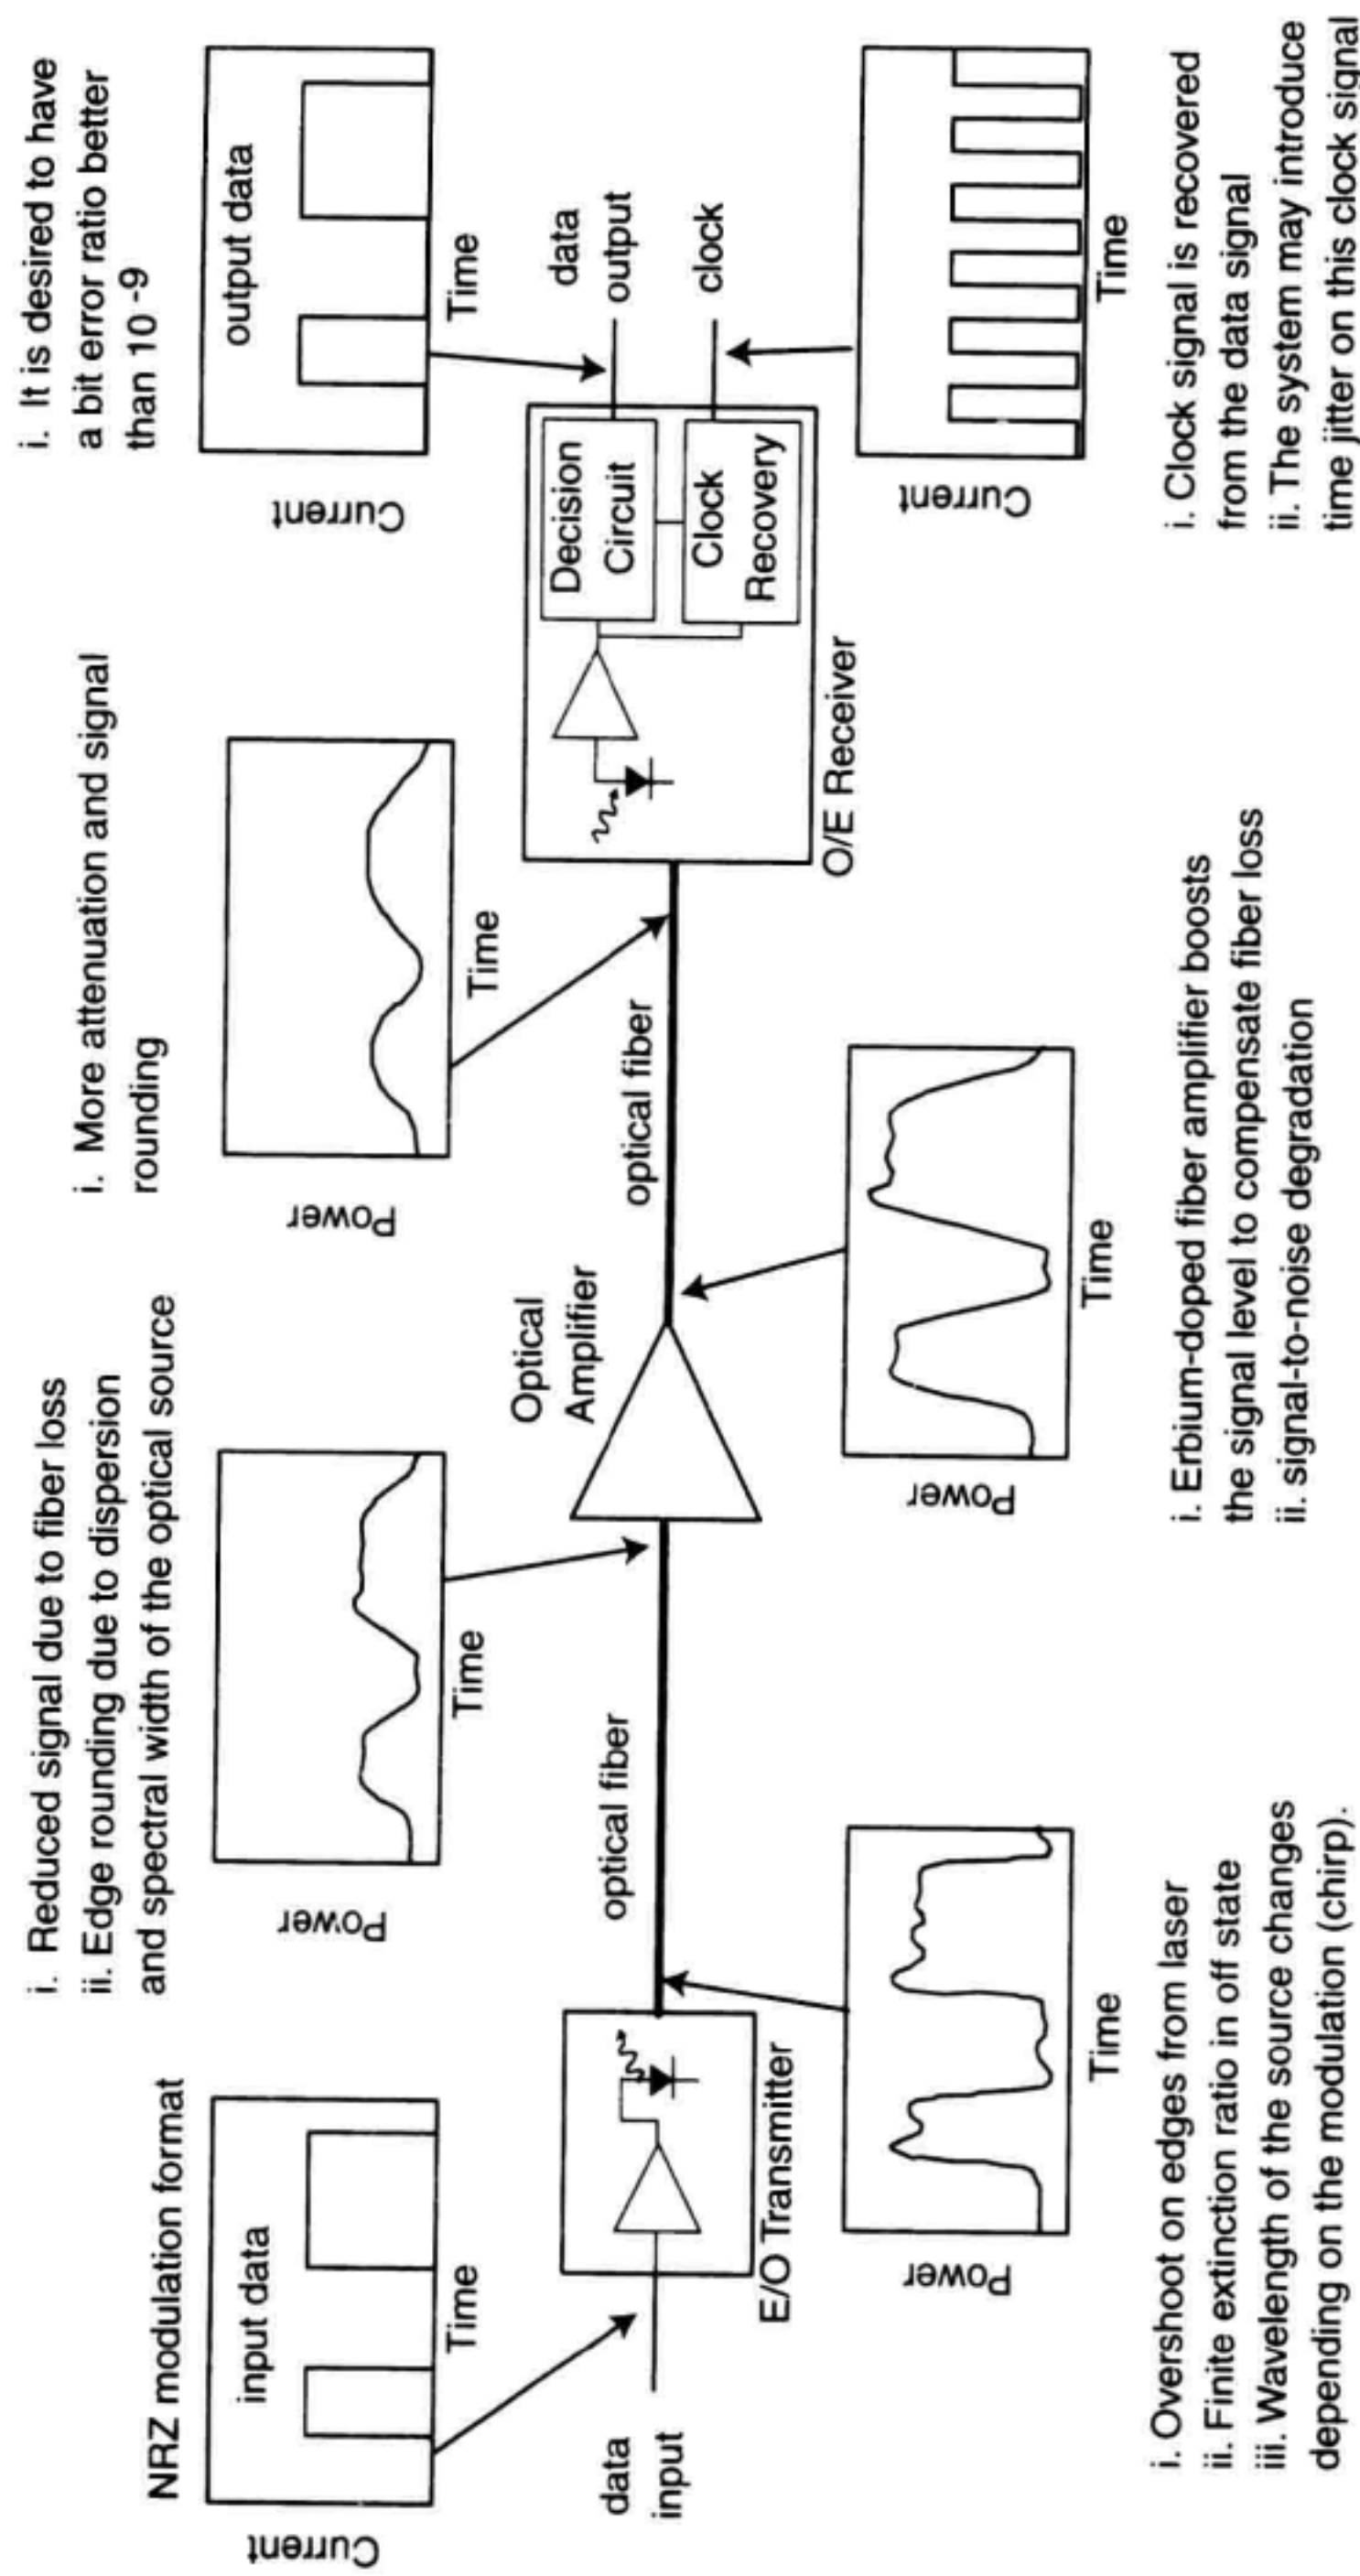 NRZ modulation format
Current
input data
Time
i. Reduced signal due to fiber loss
ii. Edge rounding due to dispersion
and spectral width of the optical source
Power
Time
i. More attenuation and signal
rounding
Power
Time
i. It is desired to have
a bit error ratio better
than 10 -9
Current
output data
Time
data
input
E/O Transmitter
optical fiber
Optical
Amplifier
optical fiber
O/E Receiver
Decision
Circuit
Clock
Recovery
data
output
clock
Power
Time
i. Overshoot on edges from laser
ii. Finite extinction ratio in off state
iii. Wavelength of the source changes
depending on the modulation (chirp).
Power
Time
i. Erbium-doped fiber amplifier boosts
the signal level to compensate fiber loss
ii. signal-to-noise degradation
Current
Time
i. Clock signal is recovered
from the data signal
ii. The system may introduce
time jitter on this clock signal